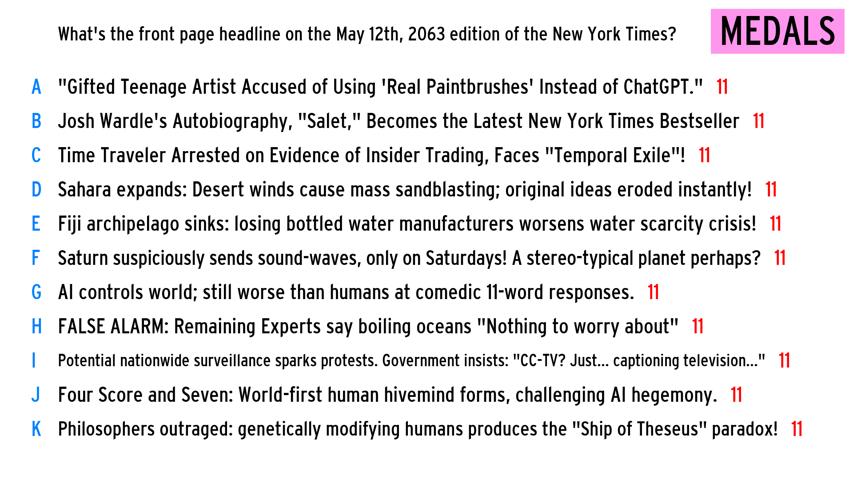 What's the front page headline on the May 12th, 2063 edition of the New York Times?
MEDALS
A "Gifted Teenage Artist Accused of Using 'Real Paintbrushes' Instead of ChatGPT." 11
B Josh Wardle's Autobiography, "Salet," Becomes the Latest New York Times Bestseller 11
C Time Traveler Arrested on Evidence of Insider Trading, Faces "Temporal Exile"! 11
D Sahara expands: Desert winds cause mass sandblasting; original ideas eroded instantly! 11
E Fiji archipelago sinks: losing bottled water manufacturers worsens water scarcity crisis! 11
F Saturn suspiciously sends sound-waves, only on Saturdays! A stereo-typical planet perhaps? 11
G AI controls world; still worse than humans at comedic 11-word responses. 11
H FALSE ALARM: Remaining Experts say boiling oceans "Nothing to worry about" 11
I Potential nationwide surveillance sparks protests. Government insists: "CC-TV? Just... captioning television..." 11
J Four Score and Seven: World-first human hivemind forms, challenging AI hegemony. 11
K Philosophers outraged: genetically modifying humans produces the "Ship of Theseus" paradox! 11